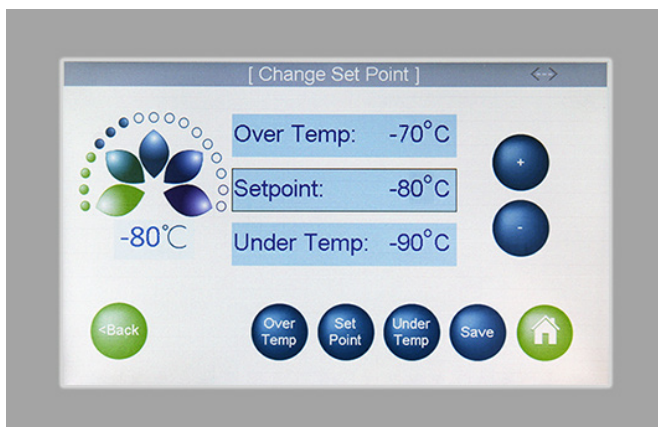 [ Change Set Point ] <-->
Over Temp: -70°C
Setpoint: -80°C
Under Temp: -90°C
-80℃
+
-
<Back
Over Temp
Set Point
Under Temp
Save